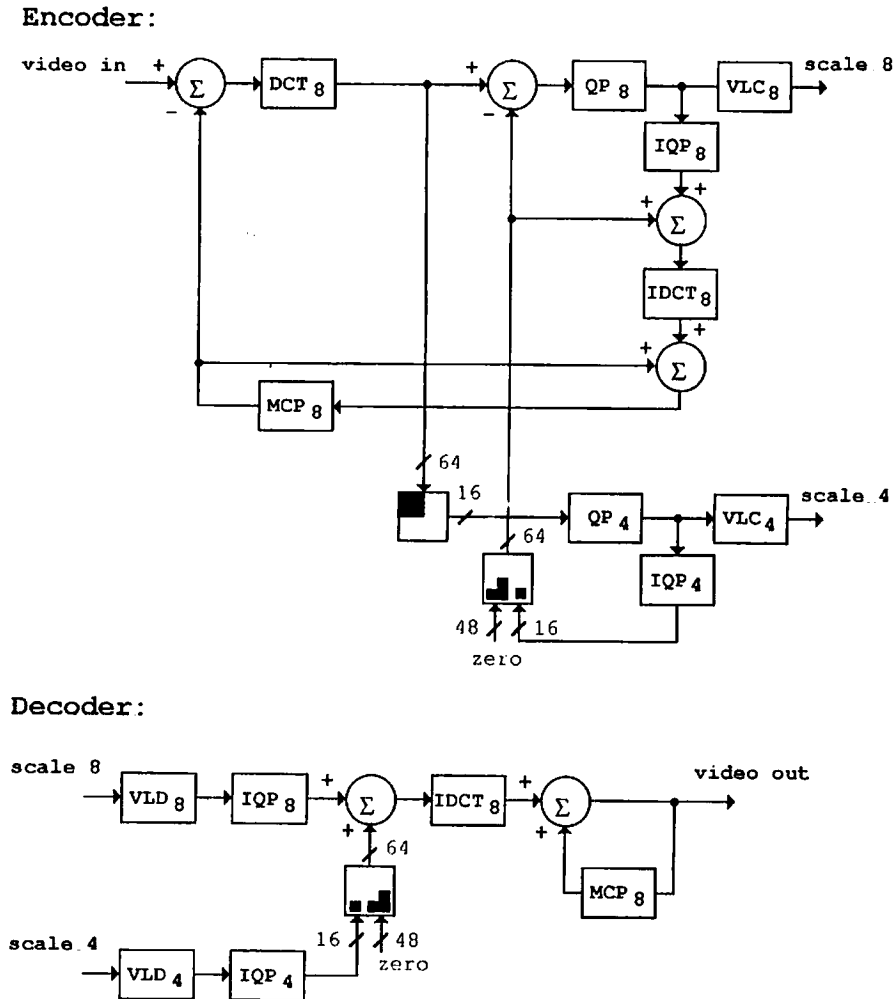 Encoder:
video in + Σ DCT 8 + Σ QP 8 VLC 8 scale 8
− −
IQP 8
+ + Σ
IDCT 8
+ + Σ
MCP 8
64
16 QP 4 VLC 4 scale 4
64
IQP 4
48 16
zero
Decoder:
scale 8 VLD 8 IQP 8 + Σ IDCT 8 + Σ video out
+ +
64
MCP 8
16 48
zero
scale 4 VLD 4 IQP 4